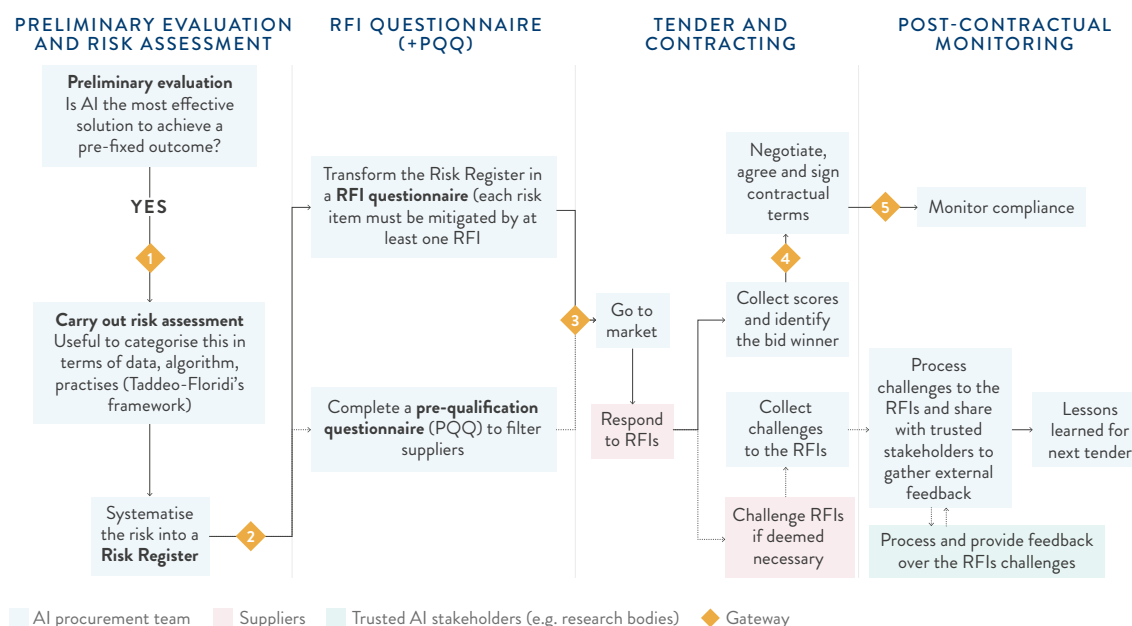 PRELIMINARY EVALUATION
AND RISK ASSESSMENT
RFI QUESTIONNAIRE
(+PQQ)
TENDER AND
CONTRACTING
POST-CONTRACTUAL
MONITORING
Preliminary evaluation
Is AI the most effective
solution to achieve a
pre-fixed outcome?
YES
1
Carry out risk assessment
Useful to categorise this in
terms of data, algorithm,
practises (Taddeo-Floridi's
framework)
Systematise
the risk into a
Risk Register
2
Transform the Risk Register in
a RFI questionnaire (each risk
item must be mitigated by at
least one RFI
Complete a pre-qualification
questionnaire (PQQ) to filter
suppliers
3
Go to
market
Respond
to RFIs
Negotiate,
agree and sign
contractual
terms
4
Collect scores
and identify
the bid winner
Collect
challenges
to the RFIs
Challenge RFIs
if deemed
necessary
5
Monitor compliance
Process
challenges to the
RFIs and share
with trusted
stakeholders to
gather external
feedback
Lessons
learned for
next tender
Process and provide feedback
over the RFIs challenges
AI procurement team
Suppliers
Trusted AI stakeholders (e.g. research bodies)
Gateway